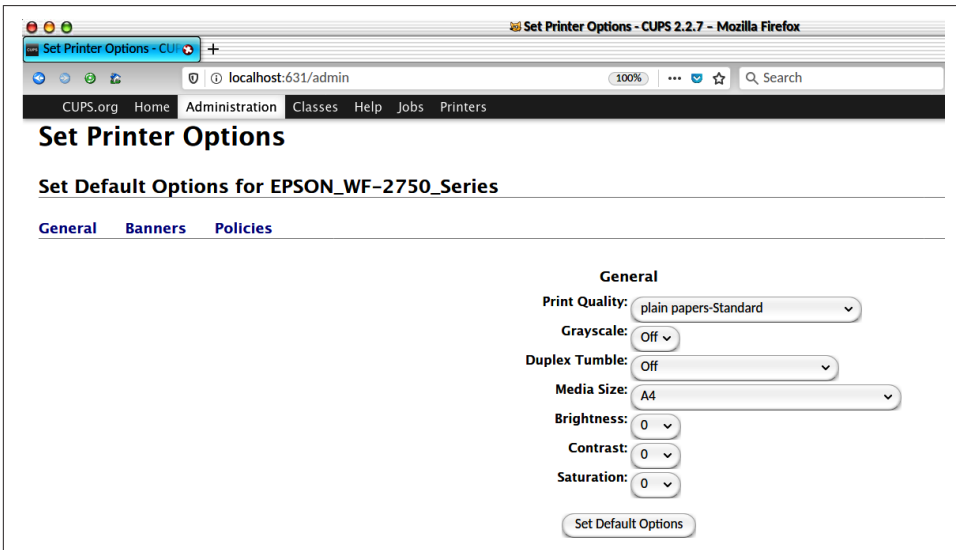 Set Printer Options - CUPS 2.2.7 – Mozilla Firefox
Set Printer Options - CUI
localhost:631/admin 100% Search
CUPS.org Home Administration Classes Help Jobs Printers
Set Printer Options
Set Default Options for EPSON_WF-2750_Series
General Banners Policies
General
Print Quality: plain papers-Standard
Grayscale: Off
Duplex Tumble: Off
Media Size: A4
Brightness: 0
Contrast: 0
Saturation: 0
Set Default Options